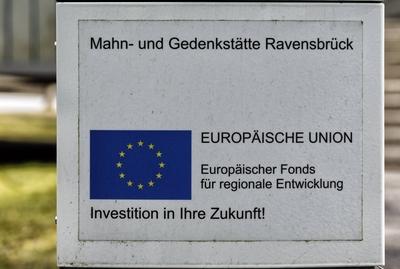 Mahn- und Gedenkstätte Ravensbrück
EUROPÄISCHE UNION
Europäischer Fonds
für regionale Entwicklung
Investition in Ihre Zukunft!